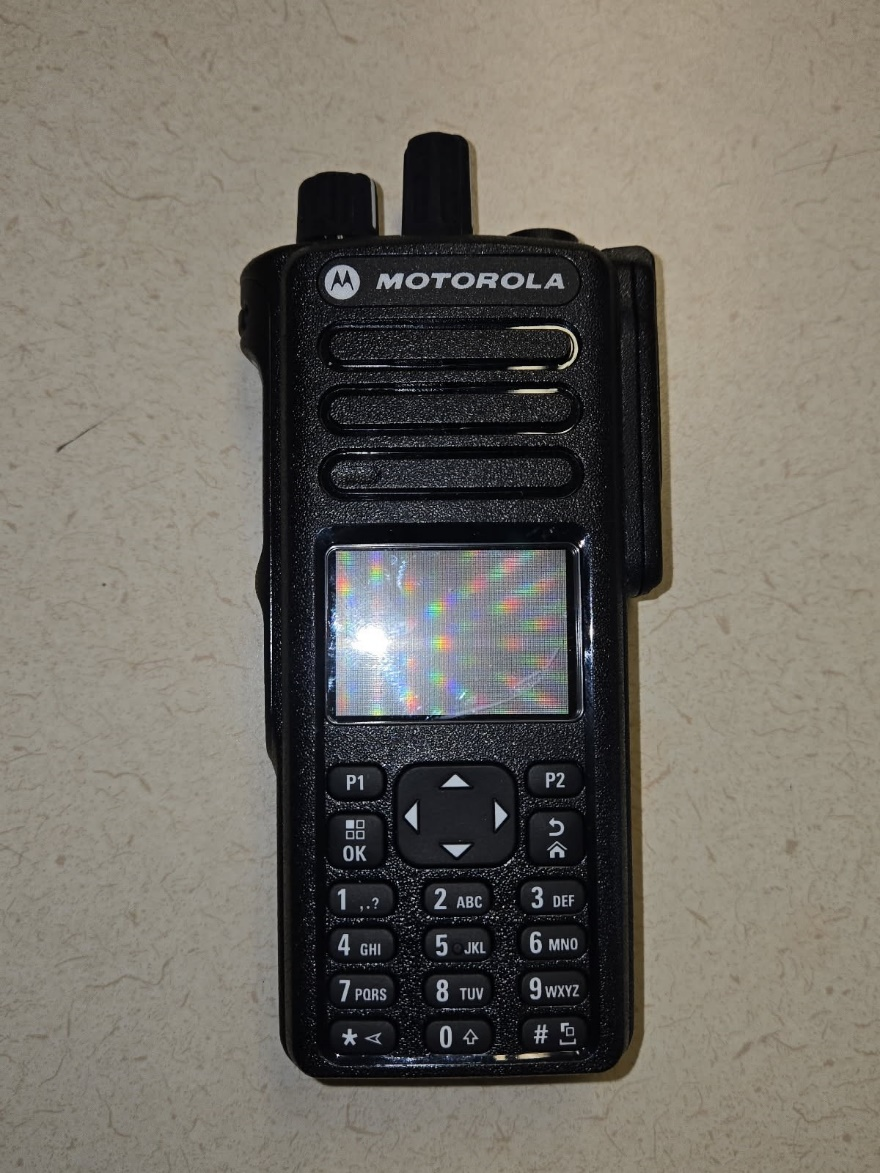 MOTOROLA
P1 P2
OK
1 ,.? 2 ABC 3 DEF
4 GHI 5 JKL 6 MNO
7 PQRS 8 TUV 9 WXYZ
* 0 #